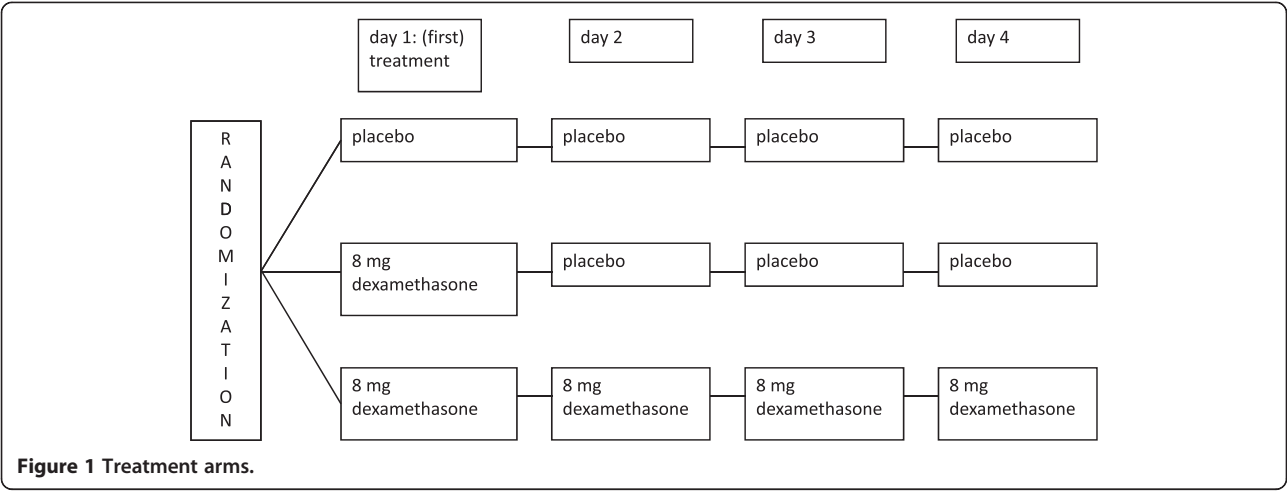 day 1: (first)
treatment
day 2
day 3
day 4
R
A
N
D
O
M
I
Z
A
T
I
O
N
placebo
placebo
placebo
placebo
8 mg
dexamethasone
placebo
placebo
placebo
8 mg
dexamethasone
8 mg
dexamethasone
8 mg
dexamethasone
8 mg
dexamethasone
Figure 1 Treatment arms.